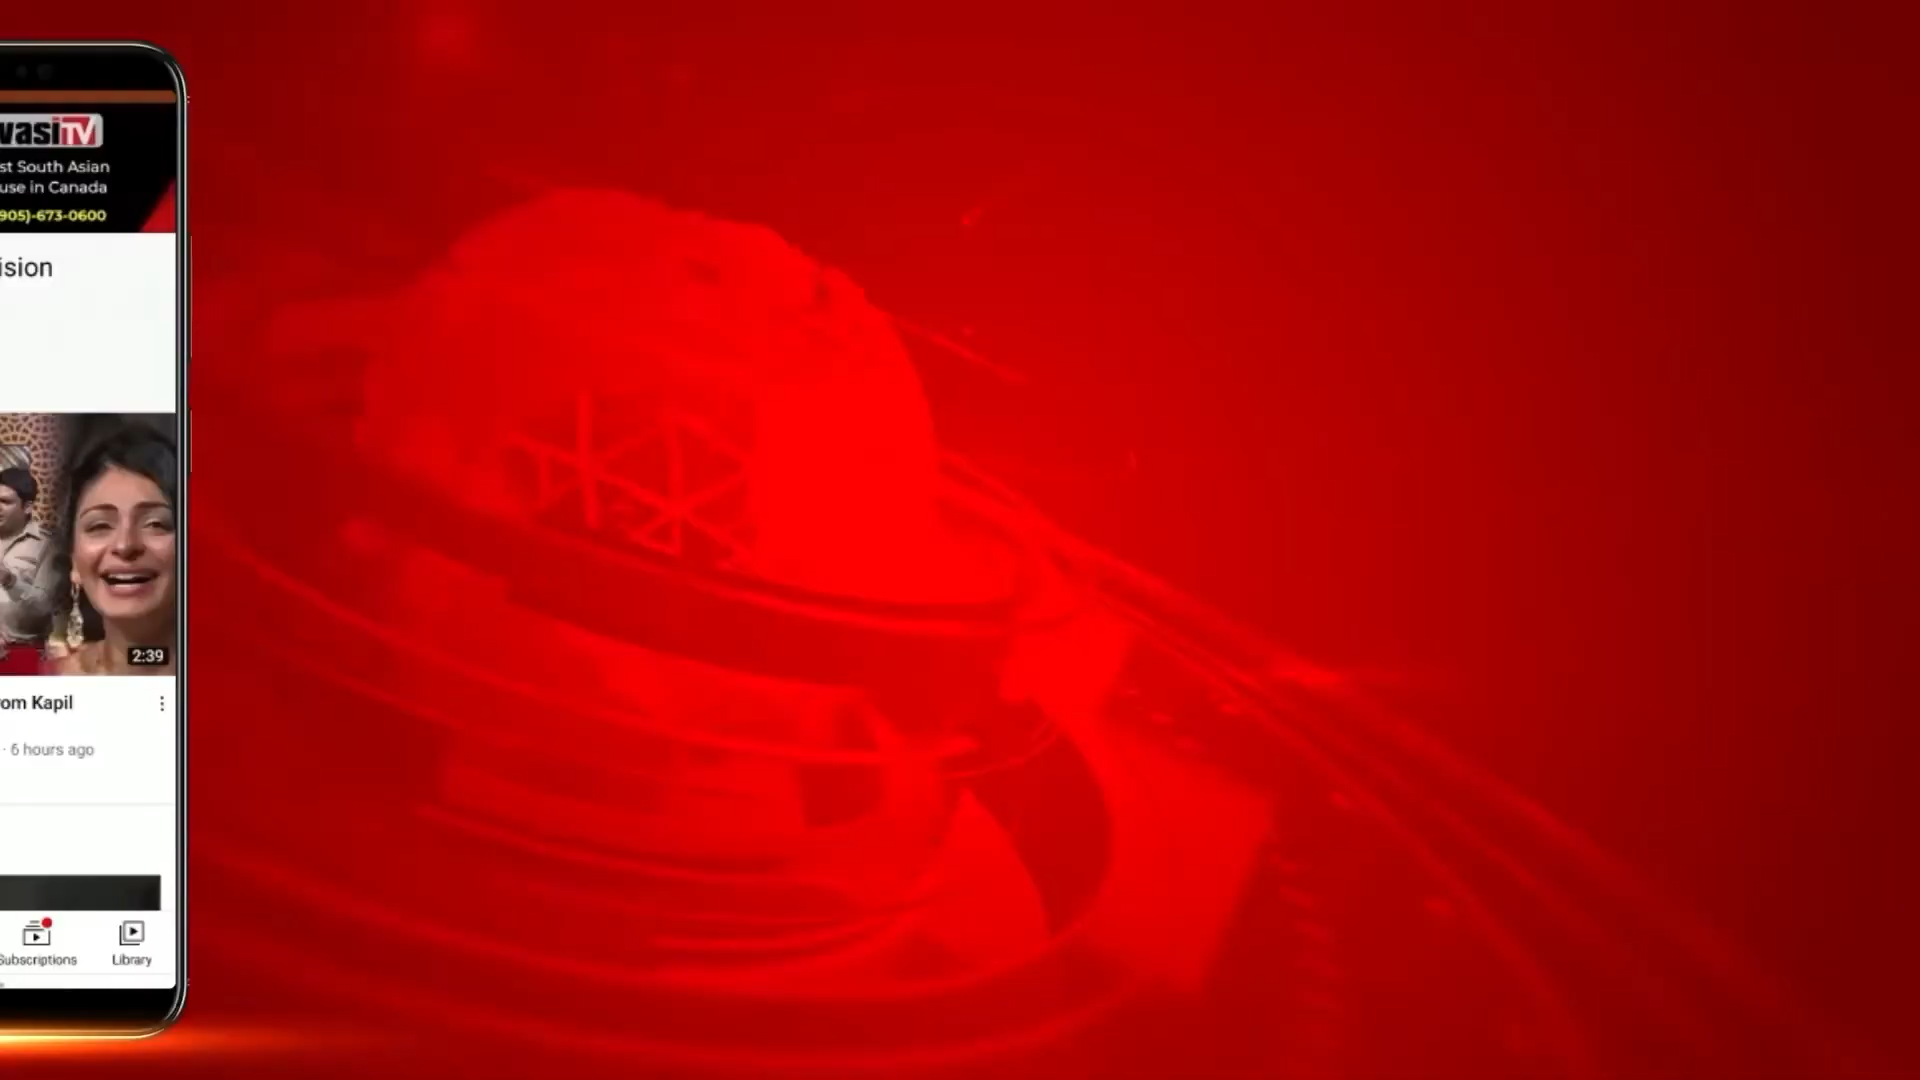 vasiTV
st South Asian
use in Canada
905)-673-0600
ision
2:39
om Kapil
· 6 hours ago
Subscriptions
Library